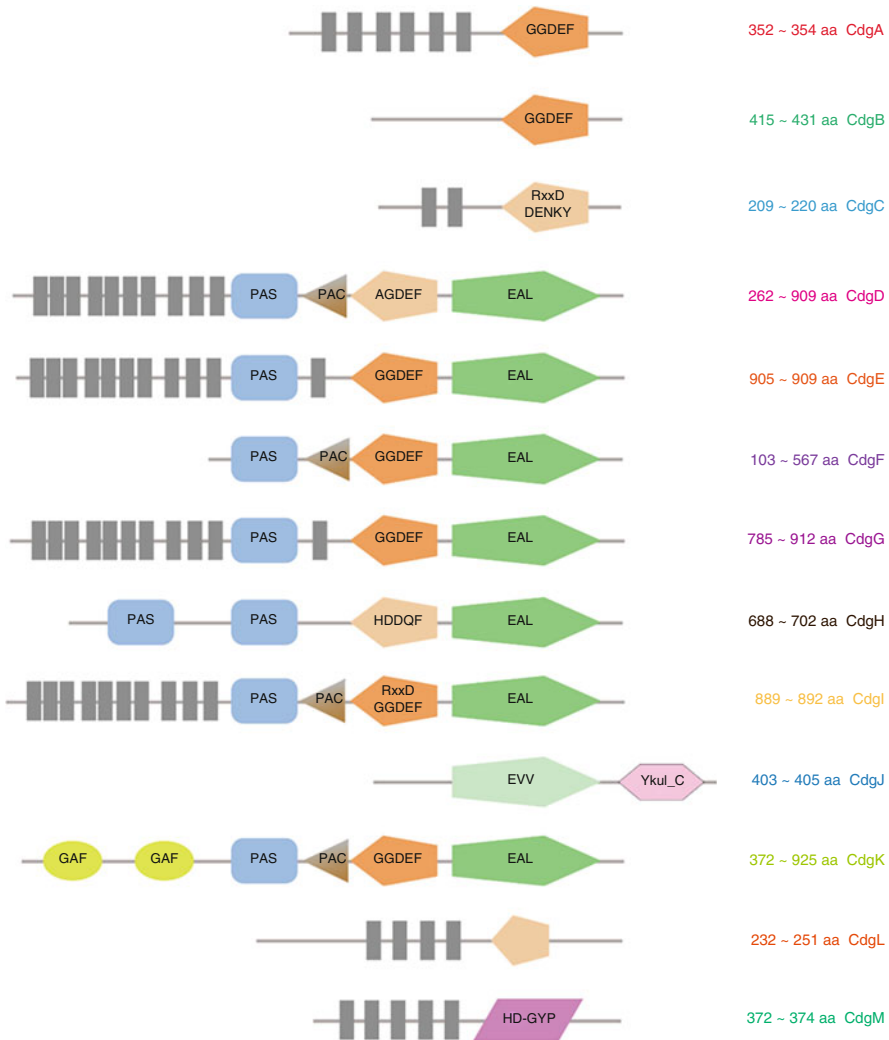 GGDEF 352 ~ 354 aa CdgA
GGDEF 415 ~ 431 aa CdgB
RxxD
DENKY 209 ~ 220 aa CdgC
PAS PAC AGDEF EAL 262 ~ 909 aa CdgD
PAS GGDEF EAL 905 ~ 909 aa CdgE
PAS PAC GGDEF EAL 103 ~ 567 aa CdgF
PAS GGDEF EAL 785 ~ 912 aa CdgG
PAS PAS HDDQF EAL 688 ~ 702 aa CdgH
RxxD
PAS PAC GGDEF EAL 889 ~ 892 aa CdgI
EVV YkuI_C 403 ~ 405 aa CdgJ
GAF GAF PAS PAC GGDEF EAL 372 ~ 925 aa CdgK
232 ~ 251 aa CdgL
HD-GYP 372 ~ 374 aa CdgM